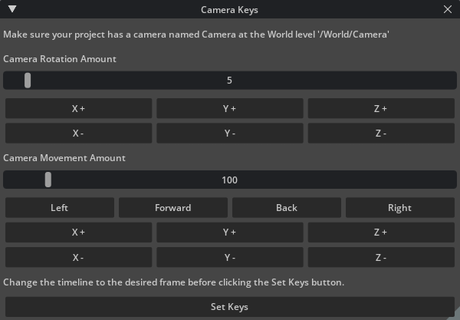 Camera Keys
Make sure your project has a camera named Camera at the World level '/World/Camera'
Camera Rotation Amount
5
X + Y + Z +
X - Y - Z -
Camera Movement Amount
100
Left Forward Back Right
X + Y + Z +
X - Y - Z -
Change the timeline to the desired frame before clicking the Set Keys button.
Set Keys